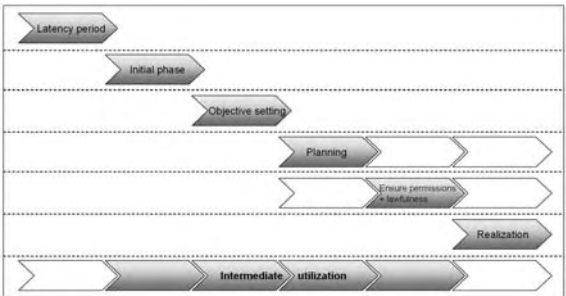 Latency period
Initial phase
Objective setting
Planning
Ensure permissions
+ lawfulness
Realization
Intermediate utilization